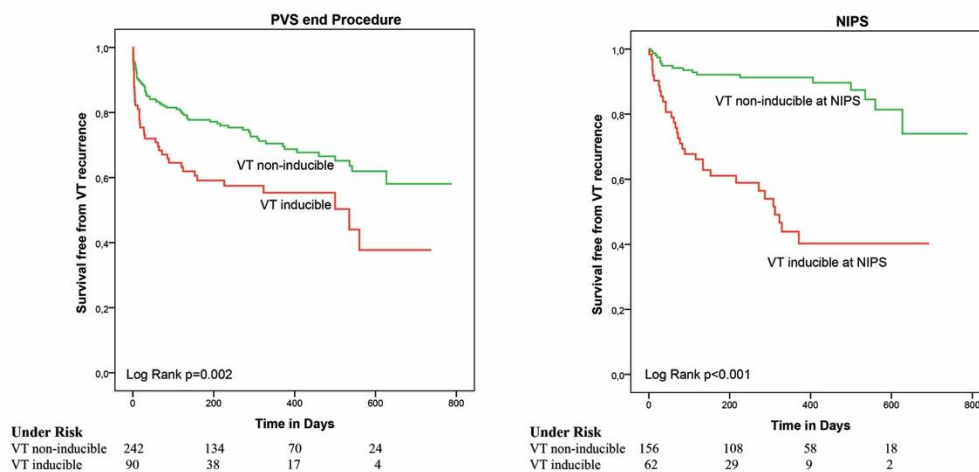 PVS end Procedure
Survival free from VT recurrence
1,0
0,8
0,6
0,4
0,2
0,0
VT non-inducible
VT inducible
Log Rank p=0.002
0 200 400 600 800
Time in Days
Under Risk
VT non-inducible 242 134 70 24
VT inducible 90 38 17 4
NIPS
Survival free from VT recurrence
1,0
0,8
0,6
0,4
0,2
0,0
VT non-inducible at NIPS
VT inducible at NIPS
Log Rank p<0.001
0 200 400 600 800
Time in Days
Under Risk
VT non-inducible 156 108 58 18
VT inducible 62 29 9 2